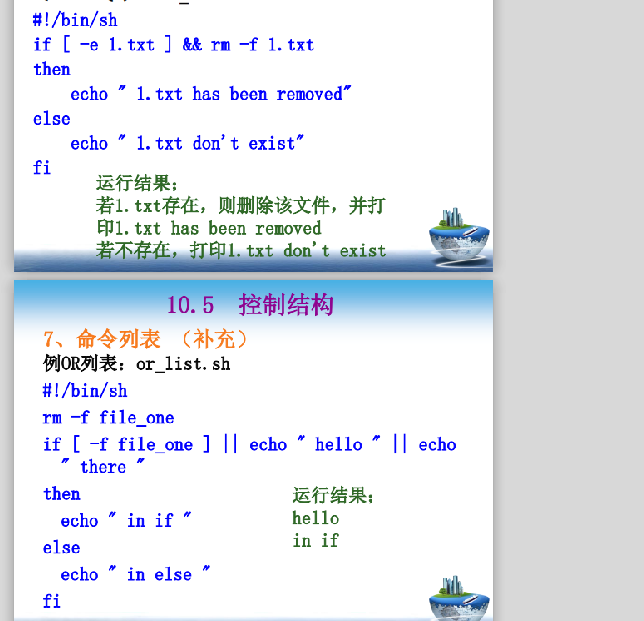 #!/bin/sh
if [ -e 1.txt ] && rm -f 1.txt
then
echo " 1.txt has been removed"
else
echo " 1.txt don't exist"
fi
运行结果：
若1.txt存在，则删除该文件，并打
印1.txt has been removed
若不存在，打印1.txt don't exist
10.5 控制结构
7、命令列表 （补充）
例OR列表：or_list.sh
#!/bin/sh
rm -f file_one
if [ -f file_one ] || echo " hello " || echo
" there "
then
echo " in if "
else
echo " in else "
fi
运行结果：
hello
in if